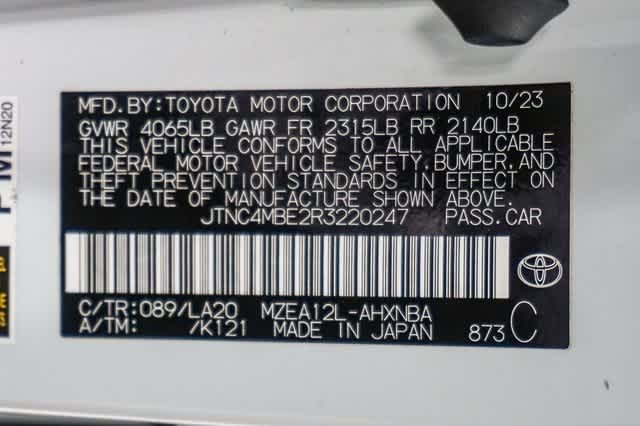 MFD.BY:TOYOTA MOTOR CORPORATION 10/23
GVWR 4065LB GAWR FR 2315LB RR 2140LB
THIS VEHICLE CONFORMS TO ALL APPLICABLE
FEDERAL MOTOR VEHICLE SAFETY,BUMPER,AND
THEFT PREVENTION STANDARDS IN EFFECT ON
THE DATE OF MANUFACTURE SHOWN ABOVE.
JTNC4MBE2R3220247 PASS.CAR
C/TR:089/LA20 MZEA12L-AHXNBA
A/TM: /K121 MADE IN JAPAN 873 C
12N20